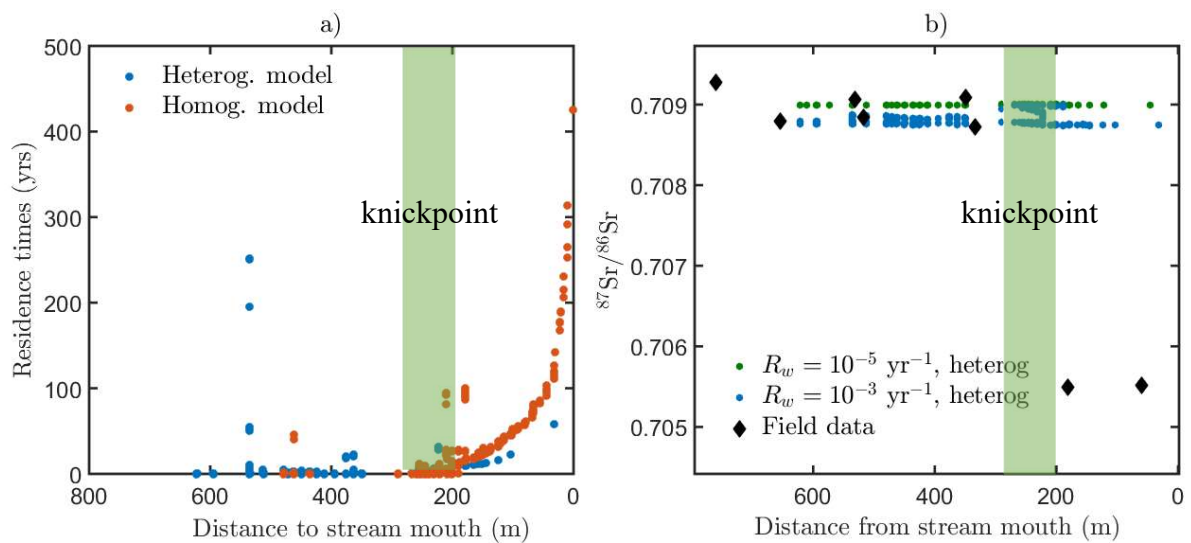 a)
500
400
300
200
100
0
Residence times (yrs)
Heterog. model
Homog. model
knickpoint
800
600
400
200
0
Distance to stream mouth (m)
b)
0.709
0.708
0.707
0.706
0.705
⁸⁷Sr/⁸⁶Sr
knickpoint
R_w = 10⁻⁵ yr⁻¹, heterog
R_w = 10⁻³ yr⁻¹, heterog
Field data
600
400
200
0
Distance from stream mouth (m)